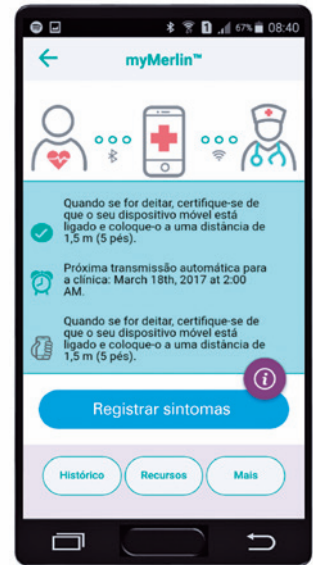 1 67% 08:40
myMerlin™
Quando se for deitar, certifique-se de
que o seu dispositivo móvel está
ligado e coloque-o a uma distância de
1,5 m (5 pés).
Próxima transmissão automática para
a clínica: March 18th, 2017 at 2:00
AM.
Quando se for deitar, certifique-se de
que o seu dispositivo móvel está
ligado e coloque-o a uma distância de
1,5 m (5 pés).
i
Registrar sintomas
Histórico Recursos Mais